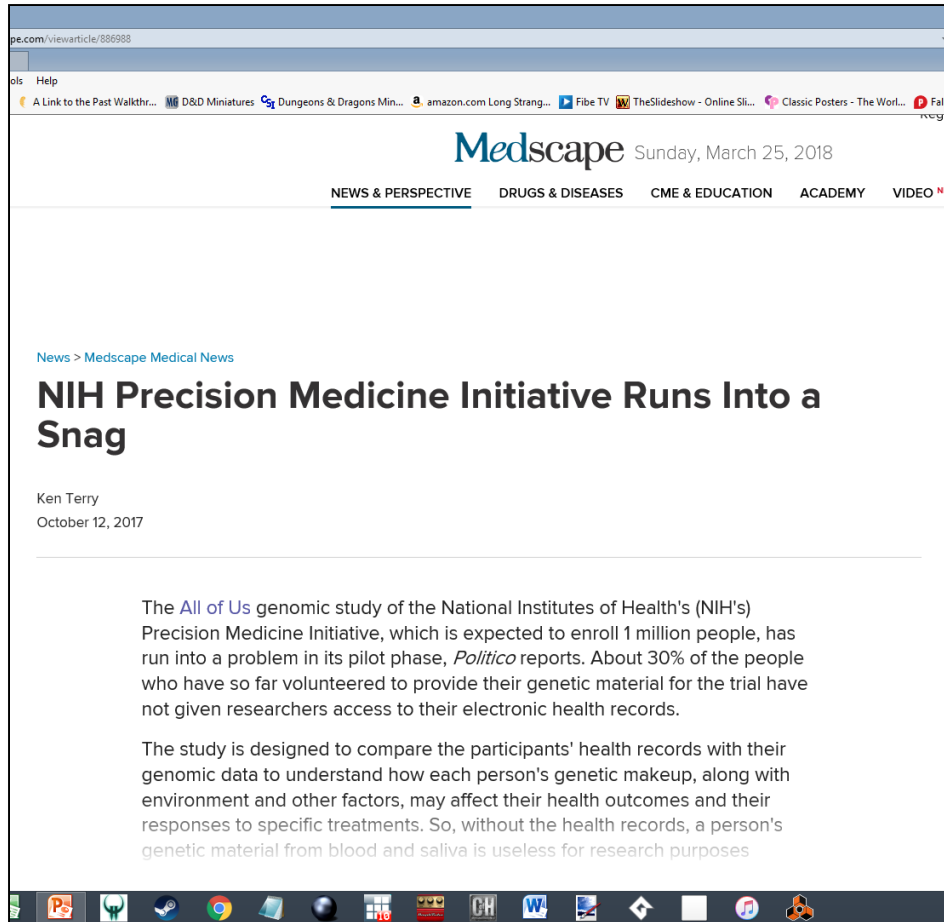 pe.com/viewarticle/886988
ols Help
A Link to the Past Walkthr... D&D Miniatures CSI Dungeons & Dragons Min... amazon.com Long Strang... Fibe TV W TheSlideshow - Online Sli... Classic Posters - The Worl... Fal
Medscape Sunday, March 25, 2018
NEWS & PERSPECTIVE DRUGS & DISEASES CME & EDUCATION ACADEMY VIDEO N
News > Medscape Medical News
NIH Precision Medicine Initiative Runs Into a
Snag
Ken Terry
October 12, 2017
The All of Us genomic study of the National Institutes of Health's (NIH's)
Precision Medicine Initiative, which is expected to enroll 1 million people, has
run into a problem in its pilot phase, Politico reports. About 30% of the people
who have so far volunteered to provide their genetic material for the trial have
not given researchers access to their electronic health records.
The study is designed to compare the participants' health records with their
genomic data to understand how each person's genetic makeup, along with
environment and other factors, may affect their health outcomes and their
responses to specific treatments. So, without the health records, a person's
genetic material from blood and saliva is useless for research purposes